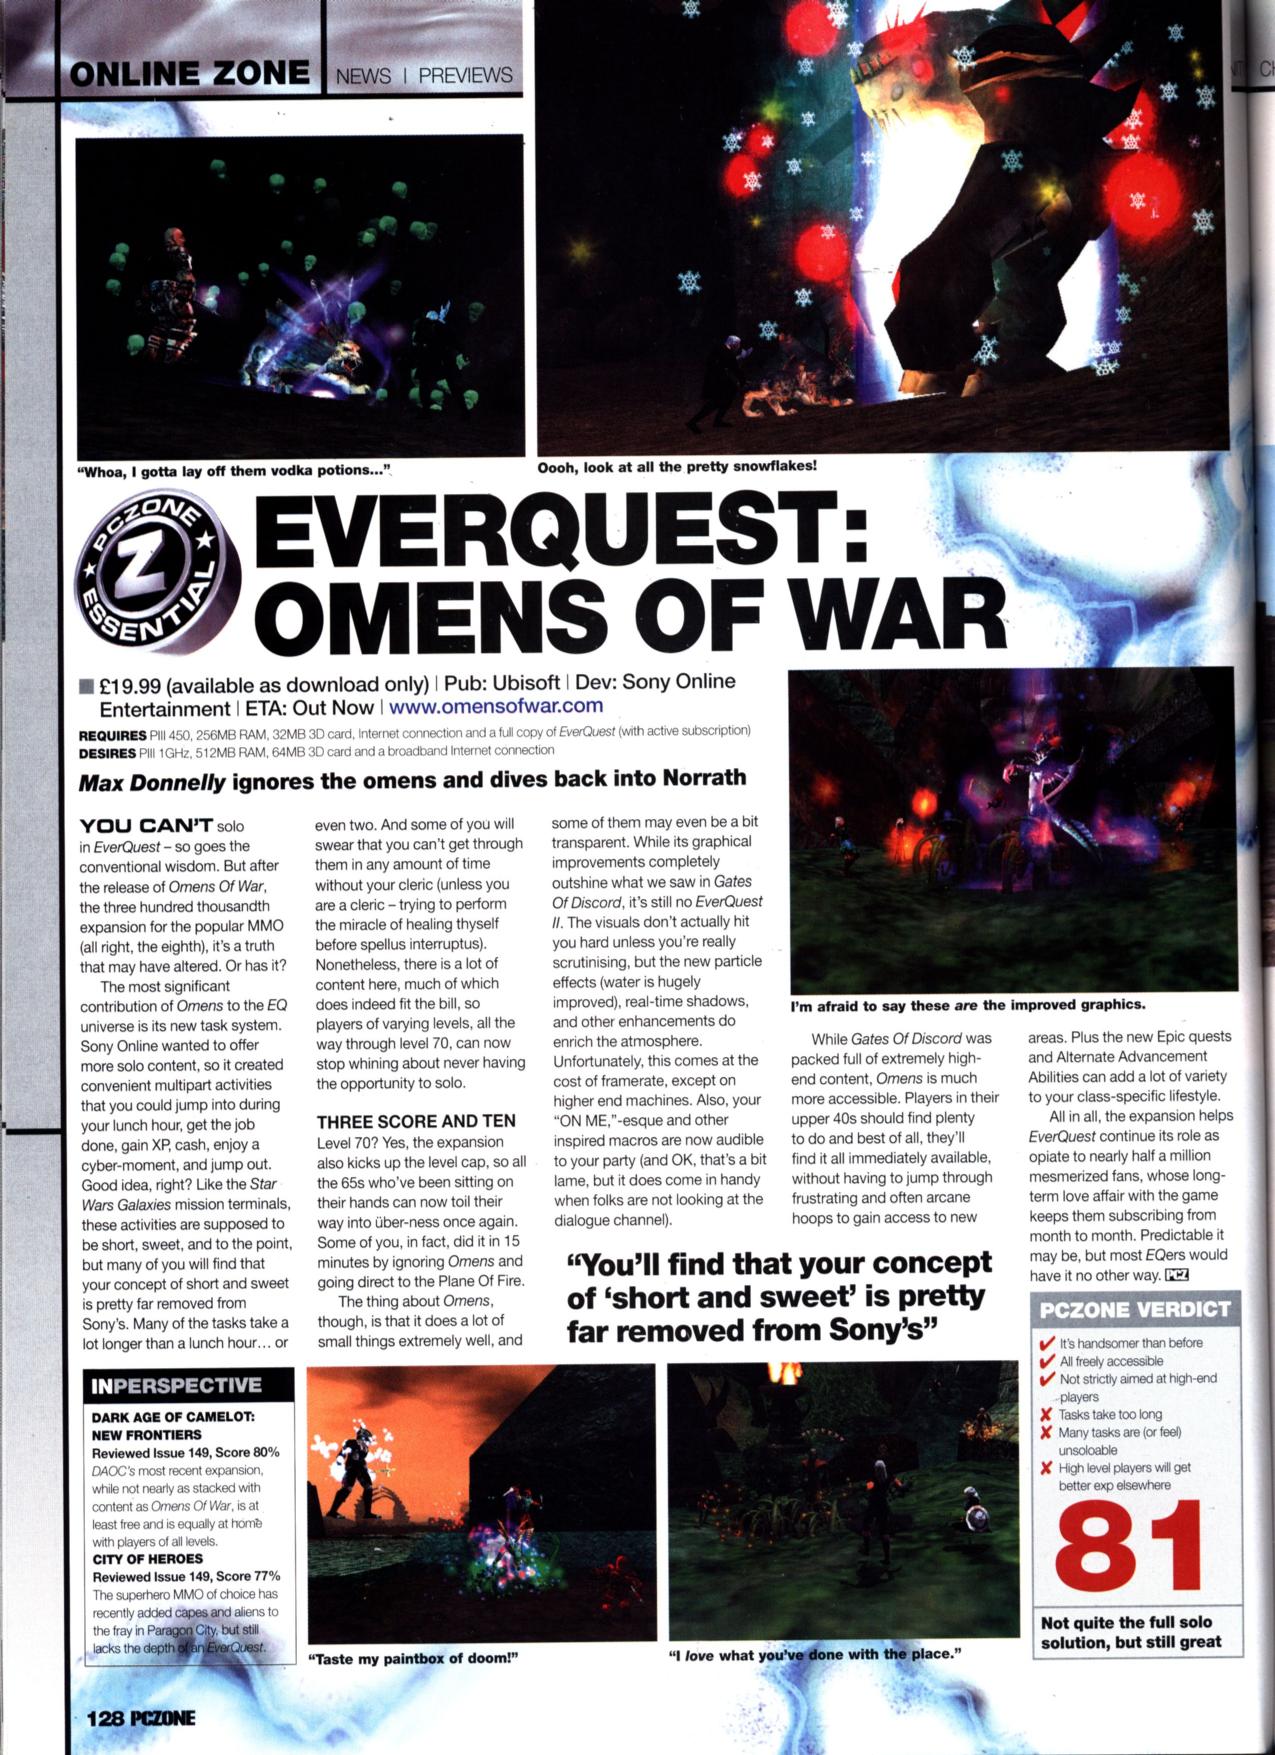 ONLINE ZONE
NEWS | PREVIEWS
"Whoa, I gotta lay off them vodka potions..."
Oooh, look at all the pretty snowflakes!
PCZONE
Z
ESSENTIAL
EVERQUEST:
OMENS OF WAR
£19.99 (available as download only) | Pub: Ubisoft | Dev: Sony Online
Entertainment | ETA: Out Now | www.omensofwar.com
REQUIRES PIII 450, 256MB RAM, 32MB 3D card, Internet connection and a full copy of EverQuest (with active subscription)
DESIRES PIII 1GHz, 512MB RAM, 64MB 3D card and a broadband Internet connection
Max Donnelly ignores the omens and dives back into Norrath
YOU CAN'T solo
in EverQuest – so goes the
conventional wisdom. But after
the release of Omens Of War,
the three hundred thousandth
expansion for the popular MMO
(all right, the eighth), it's a truth
that may have altered. Or has it?
The most significant
contribution of Omens to the EQ
universe is its new task system.
Sony Online wanted to offer
more solo content, so it created
convenient multipart activities
that you could jump into during
your lunch hour, get the job
done, gain XP, cash, enjoy a
cyber-moment, and jump out.
Good idea, right? Like the Star
Wars Galaxies mission terminals,
these activities are supposed to
be short, sweet, and to the point,
but many of you will find that
your concept of short and sweet
is pretty far removed from
Sony's. Many of the tasks take a
lot longer than a lunch hour... or
even two. And some of you will
swear that you can't get through
them in any amount of time
without your cleric (unless you
are a cleric – trying to perform
the miracle of healing thyself
before spellus interruptus).
Nonetheless, there is a lot of
content here, much of which
does indeed fit the bill, so
players of varying levels, all the
way through level 70, can now
stop whining about never having
the opportunity to solo.
THREE SCORE AND TEN
Level 70? Yes, the expansion
also kicks up the level cap, so all
the 65s who've been sitting on
their hands can now toil their
way into über-ness once again.
Some of you, in fact, did it in 15
minutes by ignoring Omens and
going direct to the Plane Of Fire.
The thing about Omens,
though, is that it does a lot of
small things extremely well, and
some of them may even be a bit
transparent. While its graphical
improvements completely
outshine what we saw in Gates
Of Discord, it's still no EverQuest
II. The visuals don't actually hit
you hard unless you're really
scrutinising, but the new particle
effects (water is hugely
improved), real-time shadows,
and other enhancements do
enrich the atmosphere.
Unfortunately, this comes at the
cost of framerate, except on
higher end machines. Also, your
"ON ME,"-esque and other
inspired macros are now audible
to your party (and OK, that's a bit
lame, but it does come in handy
when folks are not looking at the
dialogue channel).
I'm afraid to say these are the improved graphics.
While Gates Of Discord was
packed full of extremely high-
end content, Omens is much
more accessible. Players in their
upper 40s should find plenty
to do and best of all, they'll
find it all immediately available,
without having to jump through
frustrating and often arcane
hoops to gain access to new
areas. Plus the new Epic quests
and Alternate Advancement
Abilities can add a lot of variety
to your class-specific lifestyle.
All in all, the expansion helps
EverQuest continue its role as
opiate to nearly half a million
mesmerized fans, whose long-
term love affair with the game
keeps them subscribing from
month to month. Predictable it
may be, but most EQers would
have it no other way. PCZ
"You'll find that your concept
of 'short and sweet' is pretty
far removed from Sony's"
INPERSPECTIVE
DARK AGE OF CAMELOT:
NEW FRONTIERS
Reviewed Issue 149, Score 80%
DAOC's most recent expansion,
while not nearly as stacked with
content as Omens Of War, is at
least free and is equally at home
with players of all levels.
CITY OF HEROES
Reviewed Issue 149, Score 77%
The superhero MMO of choice has
recently added capes and aliens to
the fray in Paragon City, but still
lacks the depth of an EverQuest.
"Taste my paintbox of doom!"
"I love what you've done with the place."
PCZONE VERDICT
✔ It's handsomer than before
✔ All freely accessible
✔ Not strictly aimed at high-end
players
✘ Tasks take too long
✘ Many tasks are (or feel)
unsoloable
✘ High level players will get
better exp elsewhere
81
Not quite the full solo
solution, but still great
128 PCZONE